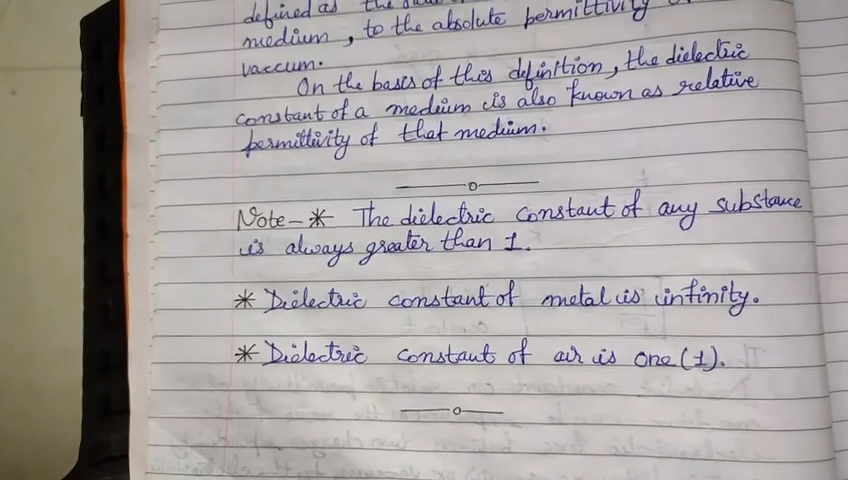 defined as the
medium, to the absolute permittivity
vaccum.
On the basis of this definition, the dielectric
constant of a medium is also known as relative
permittivity of that medium.
Note-* The dielectric constant of any substance
is always greater than 1.
* Dielectric constant of metal is infinity.
* Dielectric constant of air is one (1).